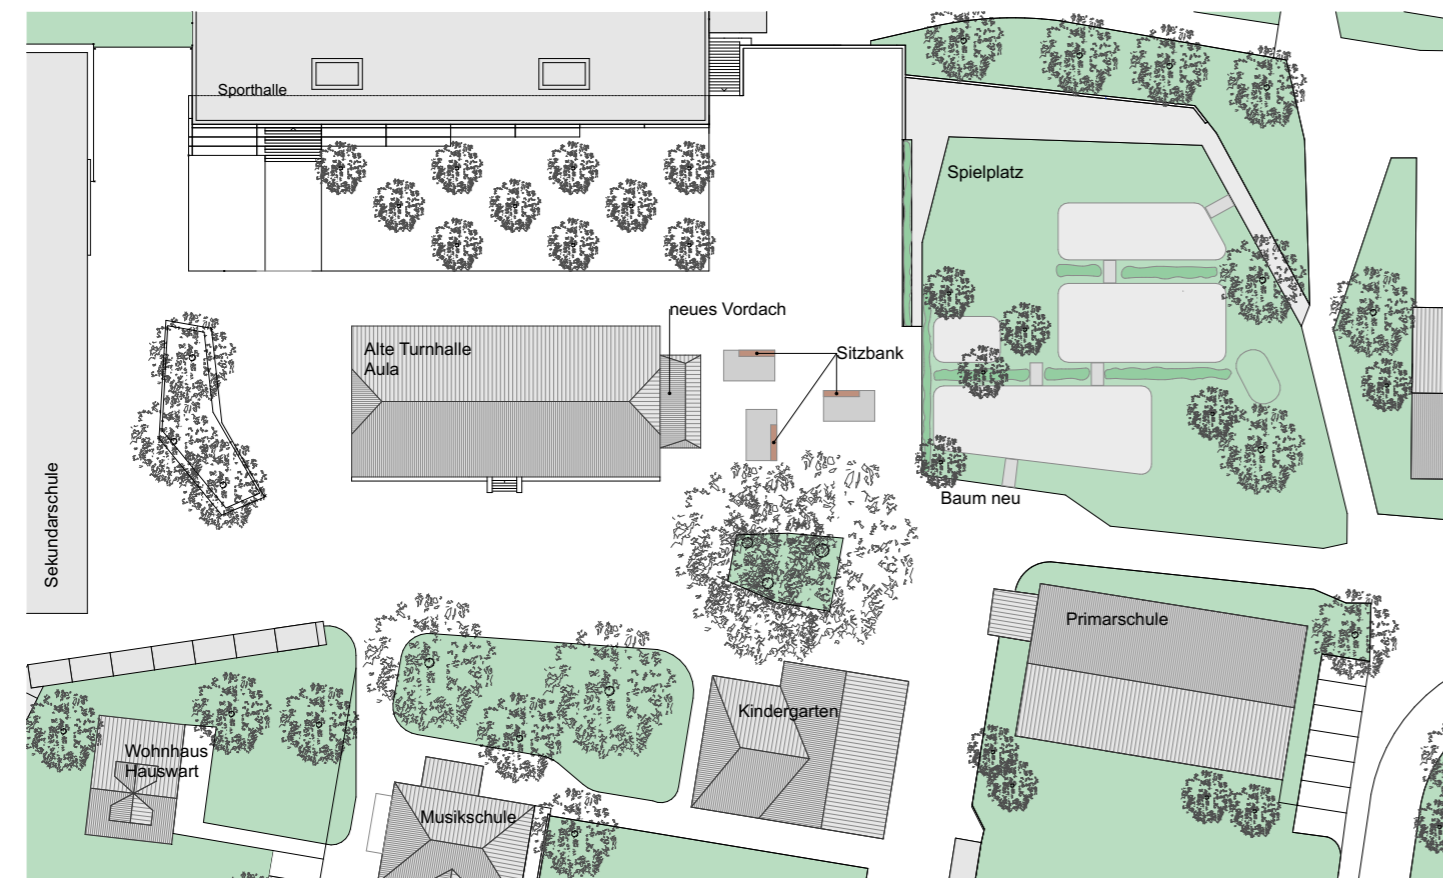 Sporthalle
Spielplatz
neues Vordach
Alte Turnhalle
Aula
Sitzbank
Sekundarschule
Baum neu
Primarschule
Kindergarten
Wohnhaus
Hauswart
Musikschule